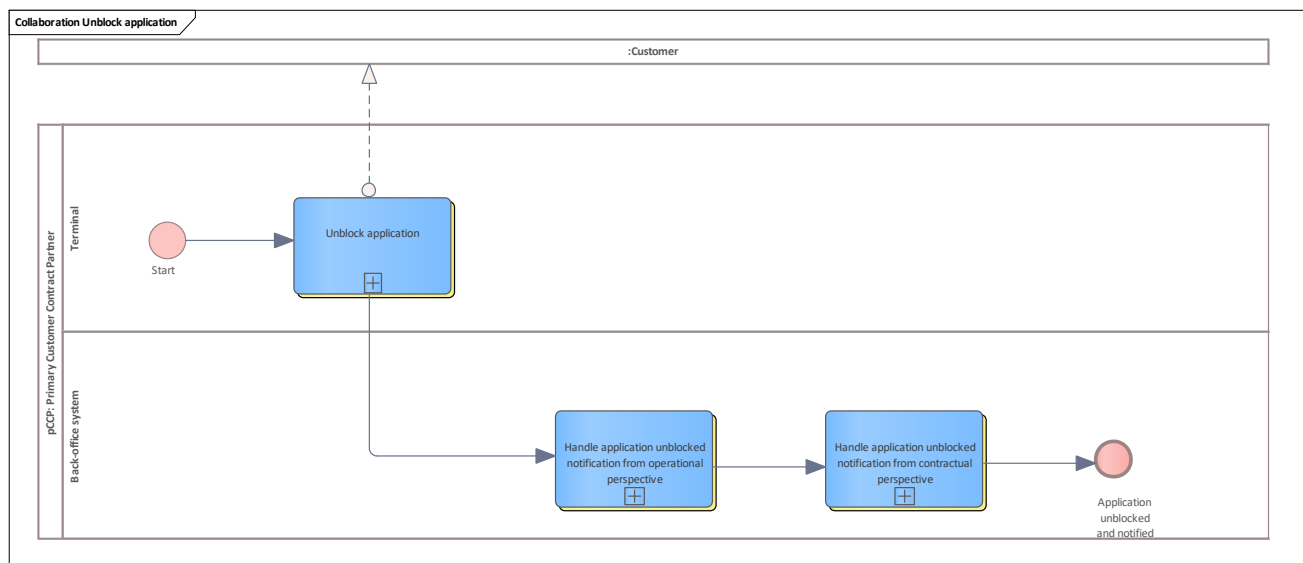 Collaboration Unblock application
:Customer
pCCP: Primary Customer Contract Partner
Terminal
Start
Unblock application
Back-office system
Handle application unblocked
notification from operational
perspective
Handle application unblocked
notification from contractual
perspective
Application
unblocked
and notified